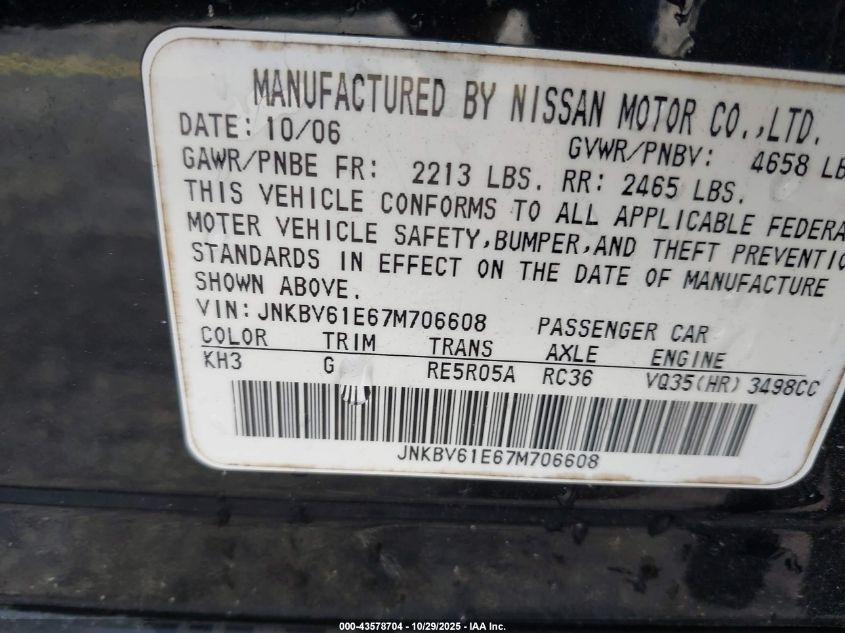 MANUFACTURED BY NISSAN MOTOR CO.,LTD.
DATE: 10/06 GVWR/PNBV: 4658 LB
GAWR/PNBE FR: 2213 LBS. RR: 2465 LBS.
THIS VEHICLE CONFORMS TO ALL APPLICABLE FEDERA
MOTER VEHICLE SAFETY,BUMPER,AND THEFT PREVENTIO
STANDARDS IN EFFECT ON THE DATE OF MANUFACTURE
SHOWN ABOVE.
VIN: JNKBV61E67M706608 PASSENGER CAR
COLOR TRIM TRANS AXLE ENGINE
KH3 G RE5R05A RC36 VQ35(HR) 3498CC
JNKBV61E67M706608
000-43578704 - 10/29/2025 - IAA Inc.